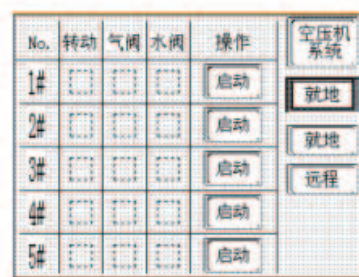 No. 转动 气阀 水阀 操作
1# 启动
2# 启动
3# 启动
4# 启动
5# 启动
空压机
系统
就地
就地
远程